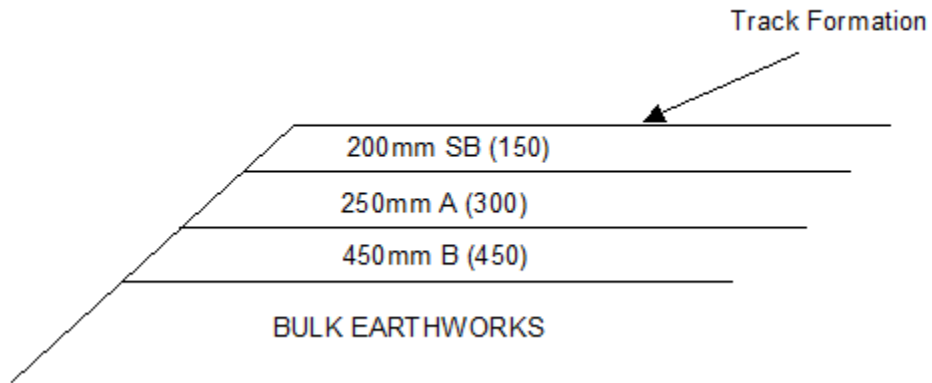 Track Formation
200mm SB (150)
250mm A (300)
450mm B (450)
BULK EARTHWORKS